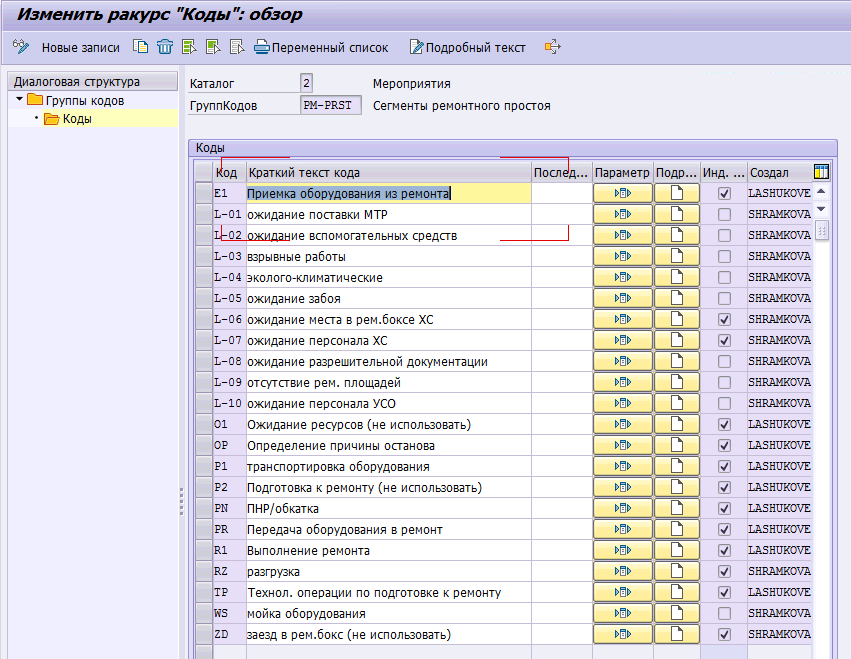 Изменить ракурс "Коды": обзор
Новые записи Переменный список Подробный текст
Диалоговая структура
Группы кодов
Коды
Каталог 2 Мероприятия
ГруппКодов PM-PRST Сегменты ремонтного простоя
Коды
Код Краткий текст кода Послед... Параметр Подр... Инд. ... Создал
E1 Приемка оборудования из ремонта LASHUKOVE
L-01 ожидание поставки МТР SHRAMKOVA
L-02 ожидание вспомогательных средств SHRAMKOVA
L-03 взрывные работы SHRAMKOVA
L-04 эколого-климатические SHRAMKOVA
L-05 ожидание забоя SHRAMKOVA
L-06 ожидание места в рем.боксе ХС SHRAMKOVA
L-07 ожидание персонала ХС SHRAMKOVA
L-08 ожидание разрешительной документации SHRAMKOVA
L-09 отсутствие рем. площадей SHRAMKOVA
L-10 ожидание персонала УСО SHRAMKOVA
O1 Ожидание ресурсов (не использовать) LASHUKOVE
OP Определение причины останова LASHUKOVE
P1 транспортировка оборудования LASHUKOVE
P2 Подготовка к ремонту (не использовать) LASHUKOVE
PN ПНР/обкатка LASHUKOVE
PR Передача оборудования в ремонт LASHUKOVE
R1 Выполнение ремонта LASHUKOVE
RZ разгрузка SHRAMKOVA
TP Технол. операции по подготовке к ремонту LASHUKOVE
WS мойка оборудования SHRAMKOVA
ZD заезд в рем.бокс (не использовать) SHRAMKOVA